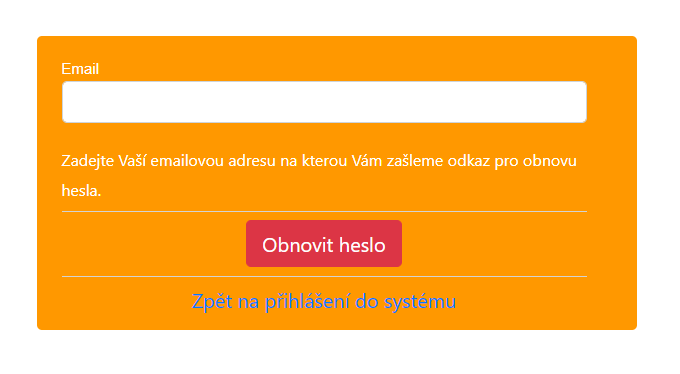 Email
Zadejte Vaší emailovou adresu na kterou Vám zašleme odkaz pro obnovu
hesla.
Obnovit heslo
Zpět na přihlášení do systému